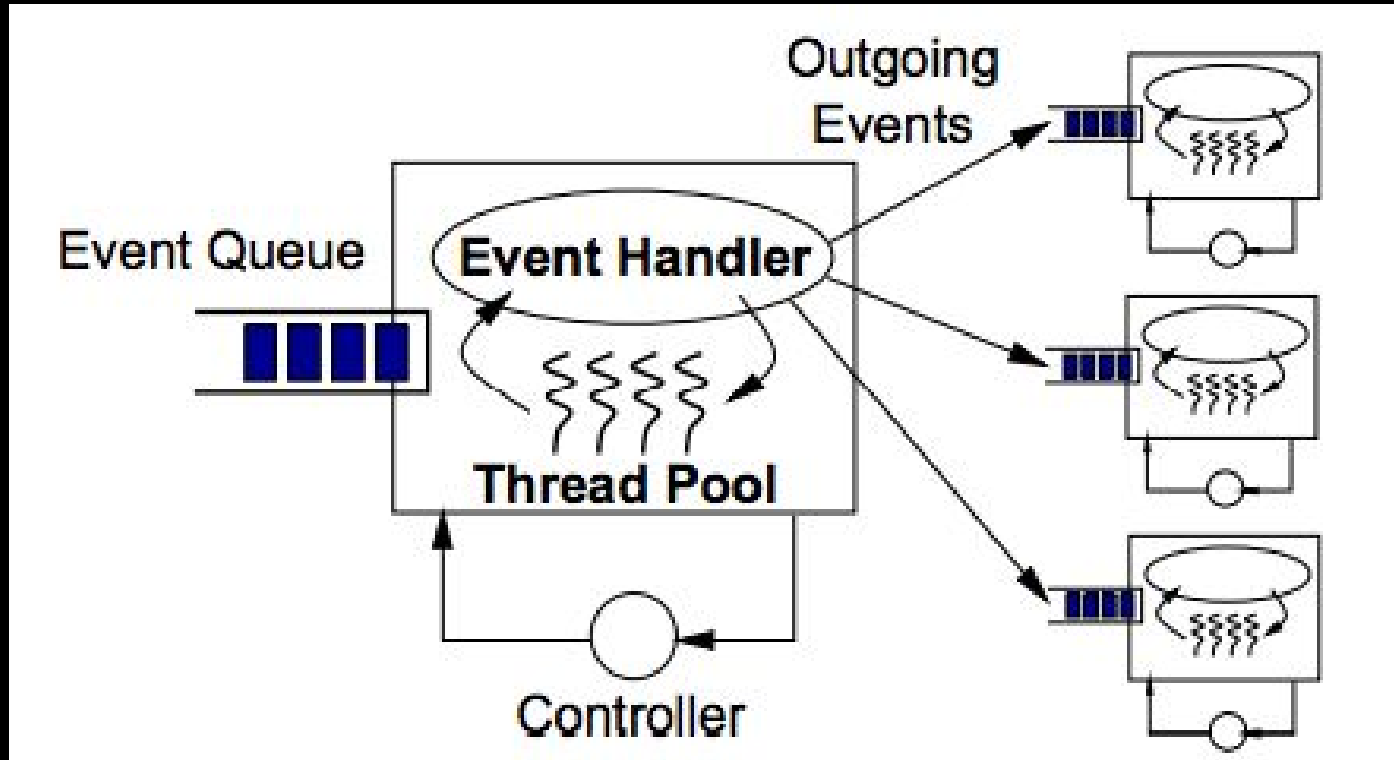 Outgoing
Events
Event Queue
Event Handler
Thread Pool
Controller